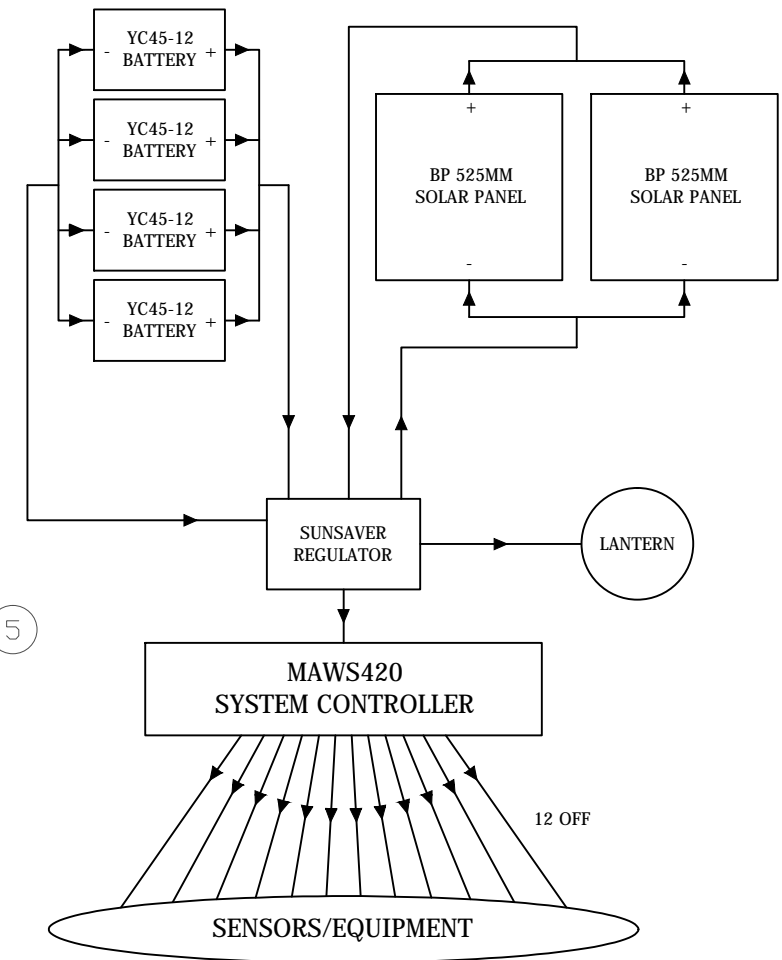 YC45-12
- BATTERY +
YC45-12
- BATTERY +
YC45-12
- BATTERY +
YC45-12
- BATTERY +
+
BP 525MM
SOLAR PANEL
-
+
BP 525MM
SOLAR PANEL
-
SUNSAVER
REGULATOR
LANTERN
5
MAWS420
SYSTEM CONTROLLER
12 OFF
SENSORS/EQUIPMENT